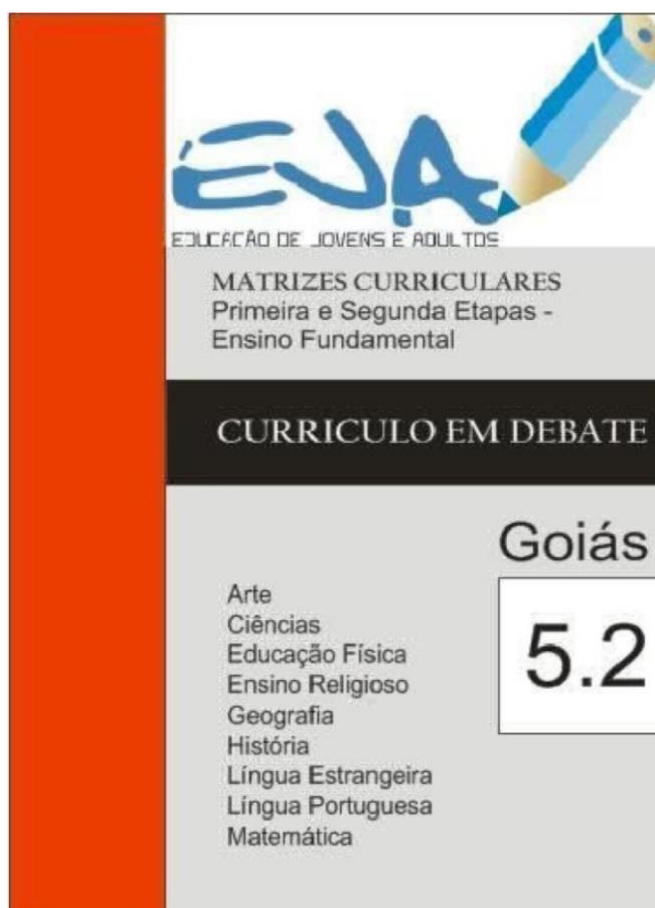 EJA
EDUCAÇÃO DE JOVENS E ADULTOS
MATRIZES CURRICULARES
Primeira e Segunda Etapas -
Ensino Fundamental
CURRICULO EM DEBATE
Goiás
5.2
Arte
Ciências
Educação Física
Ensino Religioso
Geografia
História
Língua Estrangeira
Língua Portuguesa
Matemática